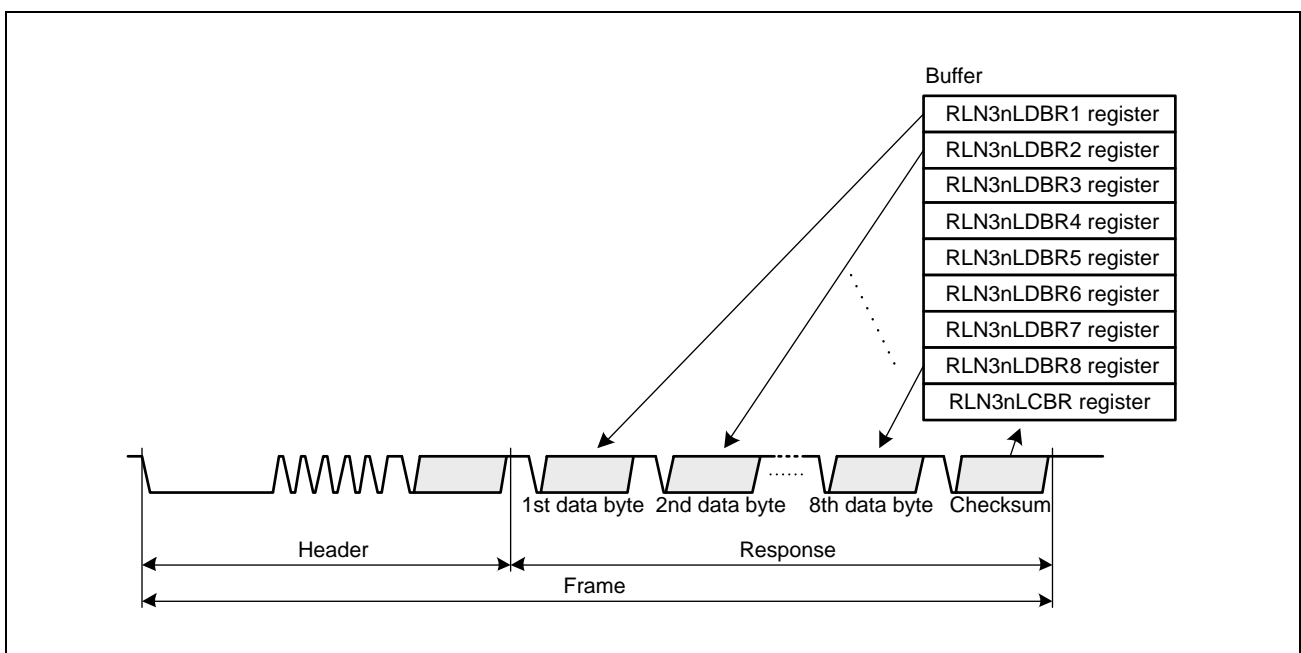 Buffer
RLN3nLDBR1 register
RLN3nLDBR2 register
RLN3nLDBR3 register
RLN3nLDBR4 register
RLN3nLDBR5 register
RLN3nLDBR6 register
RLN3nLDBR7 register
RLN3nLDBR8 register
RLN3nLCBR register
1st data byte 2nd data byte 8th data byte Checksum
Header Response
Frame